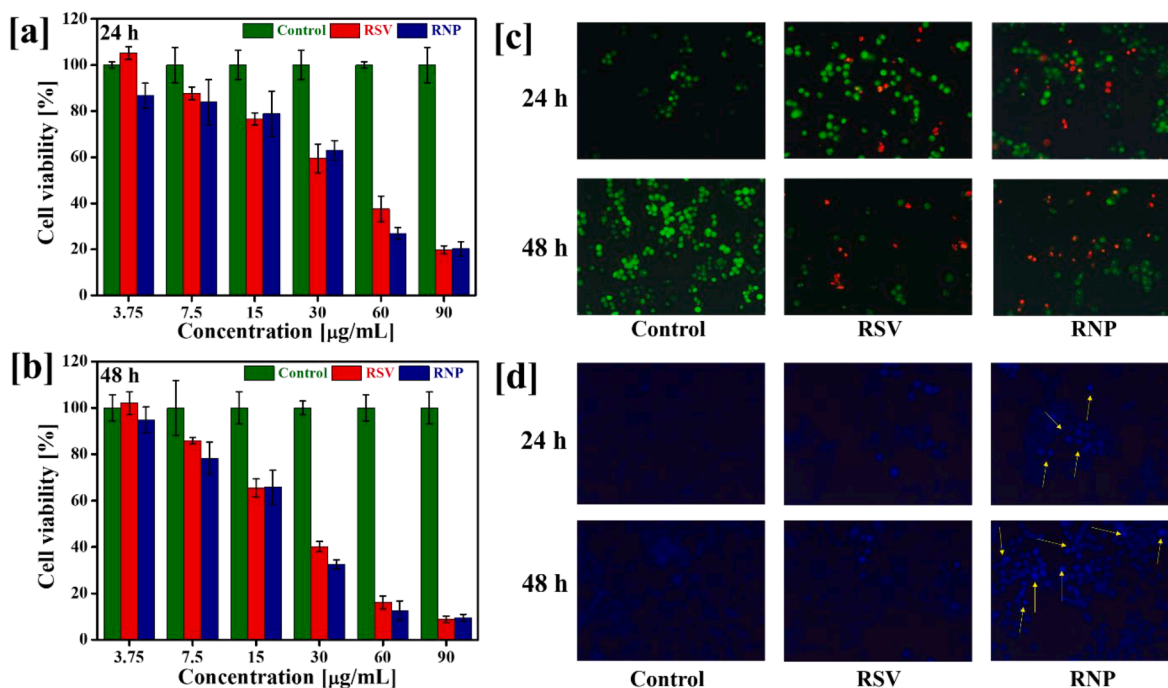 [a]
24 h
Control RSV RNP
120
100
80
60
40
20
0
Cell viability [%]
3.75 7.5 15 30 60 90
Concentration [µg/mL]
[b]
48 h
Control RSV RNP
120
100
80
60
40
20
0
Cell viability [%]
3.75 7.5 15 30 60 90
Concentration [µg/mL]
[c]
24 h
48 h
Control RSV RNP
[d]
24 h
48 h
Control RSV RNP